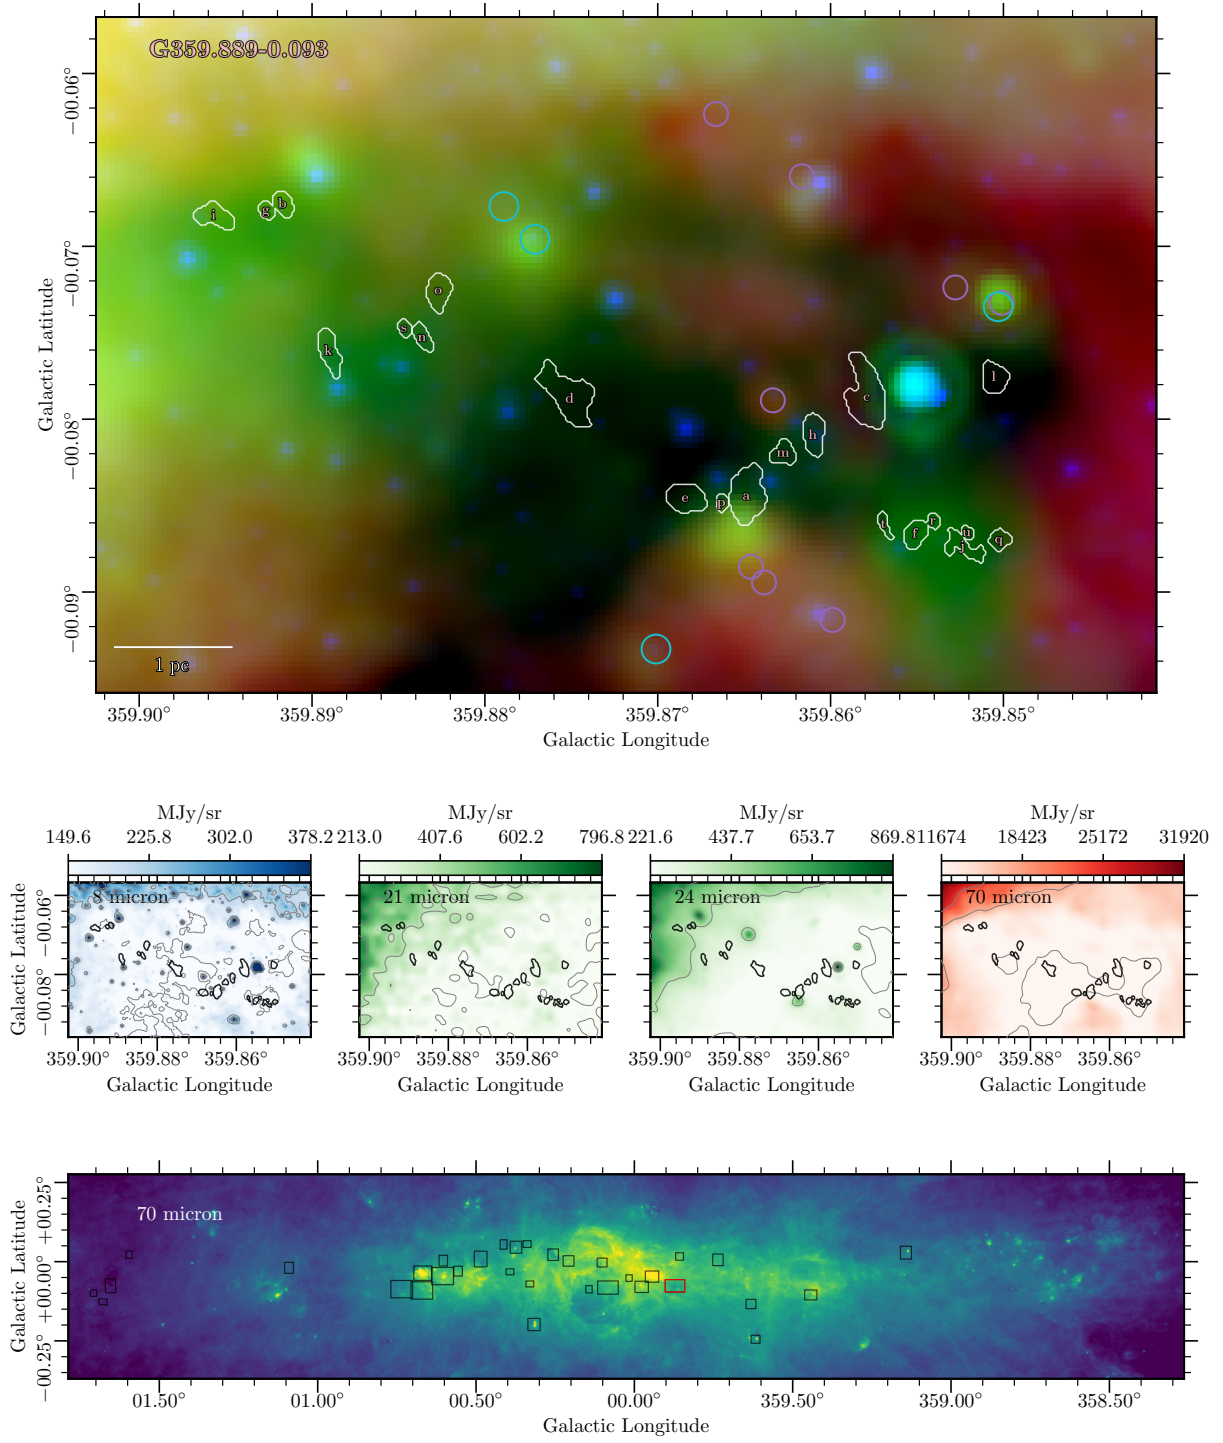 G359.889-0.093
−00.06°
−00.07°
−00.08°
−00.09°
Galactic Latitude
i
g
b
o
s
n
k
d
c
l
h
m
e
p
a
t
f
r
u
j
q
1 pc
359.90°
359.89°
359.88°
359.87°
359.86°
359.85°
Galactic Longitude
MJy/sr
MJy/sr
MJy/sr
MJy/sr
149.6
225.8
302.0
378.2
213.0
407.6
602.2
796.8
221.6
437.7
653.7
869.8
11674
18423
25172
31920
8 micron
21 micron
24 micron
70 micron
−00.06°
−00.08°
Galactic Latitude
359.90°
359.88°
359.86°
359.90°
359.88°
359.86°
359.90°
359.88°
359.86°
359.90°
359.88°
359.86°
Galactic Longitude
Galactic Longitude
Galactic Longitude
Galactic Longitude
70 micron
+00.25°
+00.00°
−00.25°
Galactic Latitude
01.50°
01.00°
00.50°
00.00°
359.50°
359.00°
358.50°
Galactic Longitude